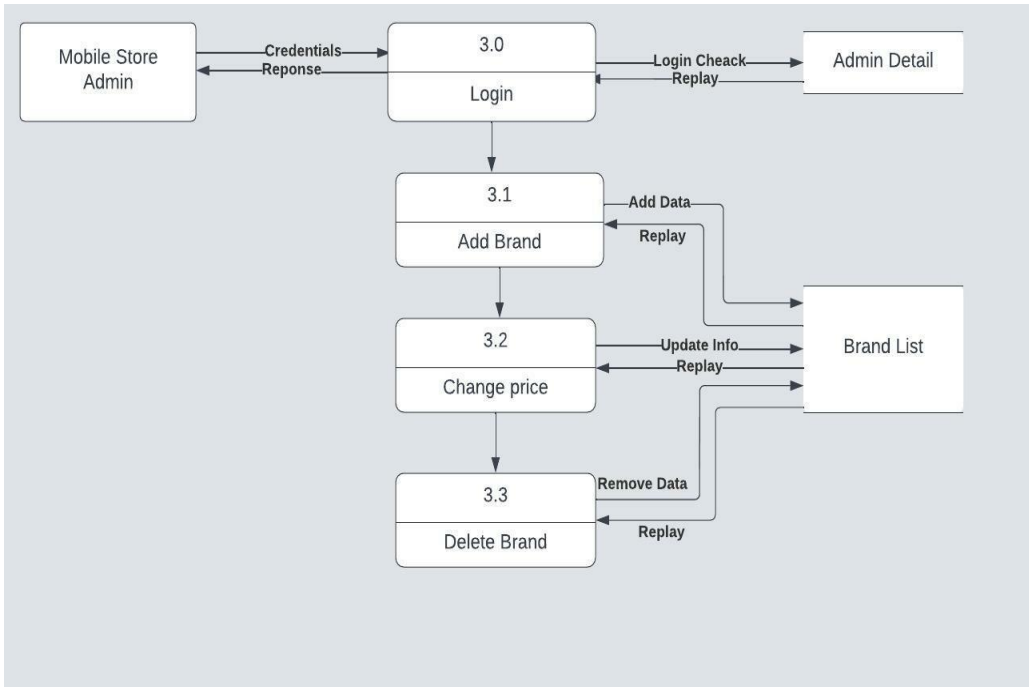 Mobile Store
Admin
Credentials
Reponse
3.0
Login
Login Cheack
Replay
Admin Detail
3.1
Add Brand
Add Data
Replay
3.2
Change price
Update Info
Replay
Brand List
3.3
Delete Brand
Remove Data
Replay